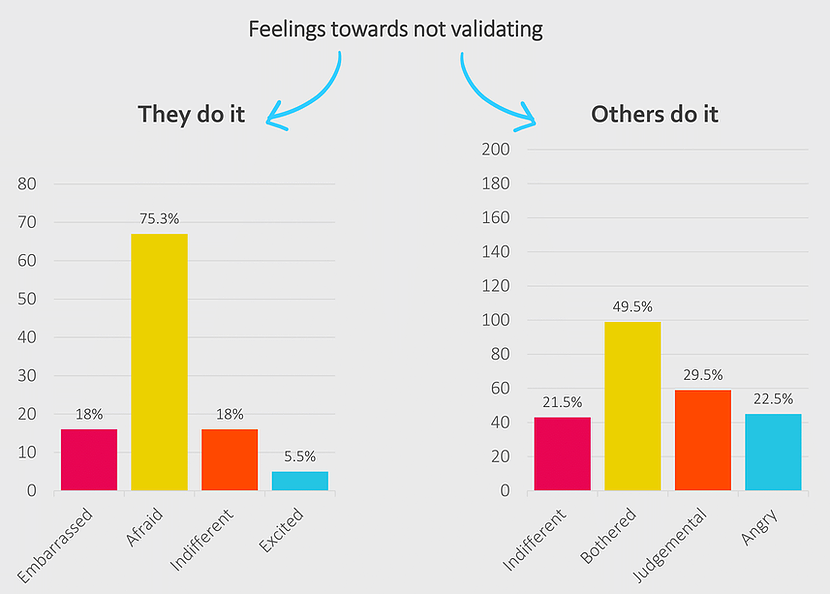 Feelings towards not validating
They do it
80
70
60
50
40
30
20
10
0
75.3%
18%
18%
5.5%
Embarrassed
Afraid
Indifferent
Excited
Others do it
200
180
160
140
120
100
80
60
40
20
0
49.5%
29.5%
21.5%
22.5%
Indifferent
Bothered
Judgemental
Angry